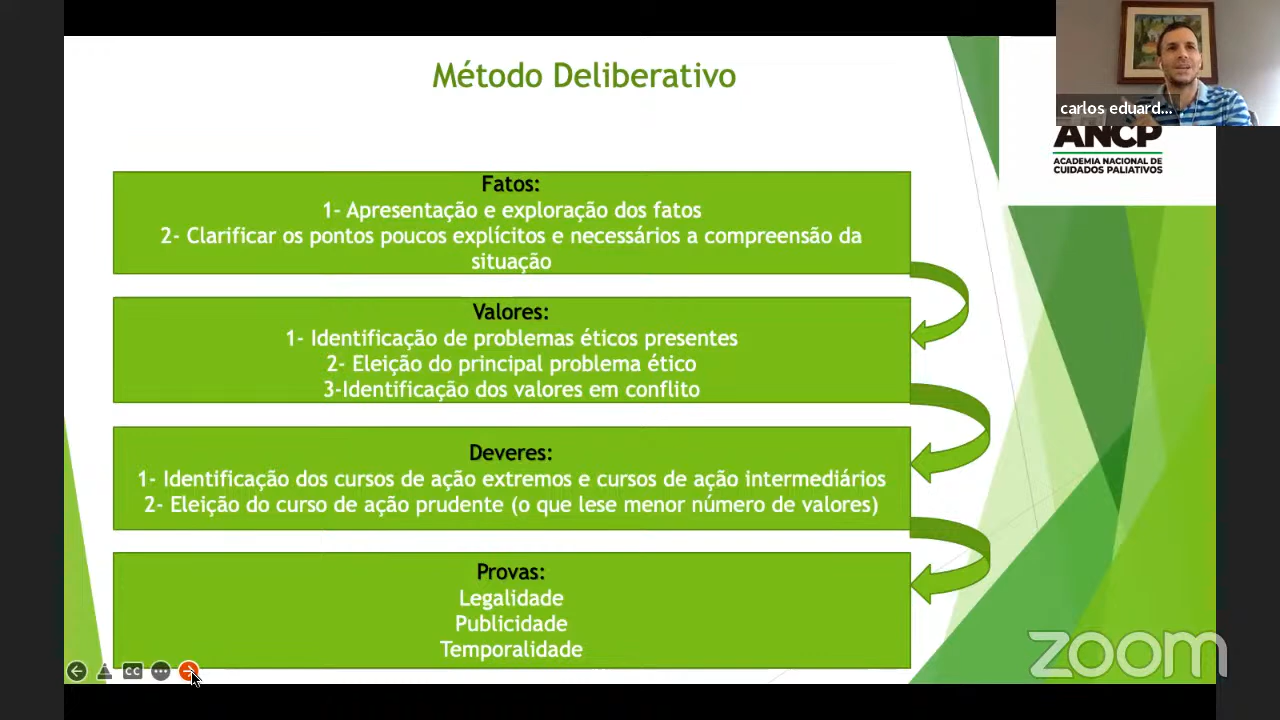 Método Deliberativo
carlos eduard...
ANCP
ACADEMIA NACIONAL DE
CUIDADOS PALIATIVOS
Fatos:
1- Apresentação e exploração dos fatos
2- Clarificar os pontos poucos explícitos e necessários a compreensão da
situação
Valores:
1- Identificação de problemas éticos presentes
2- Eleição do principal problema ético
3-Identificação dos valores em conflito
Deveres:
1- Identificação dos cursos de ação extremos e cursos de ação intermediários
2- Eleição do curso de ação prudente (o que lese menor número de valores)
Provas:
Legalidade
Publicidade
Temporalidade
CC
zoom